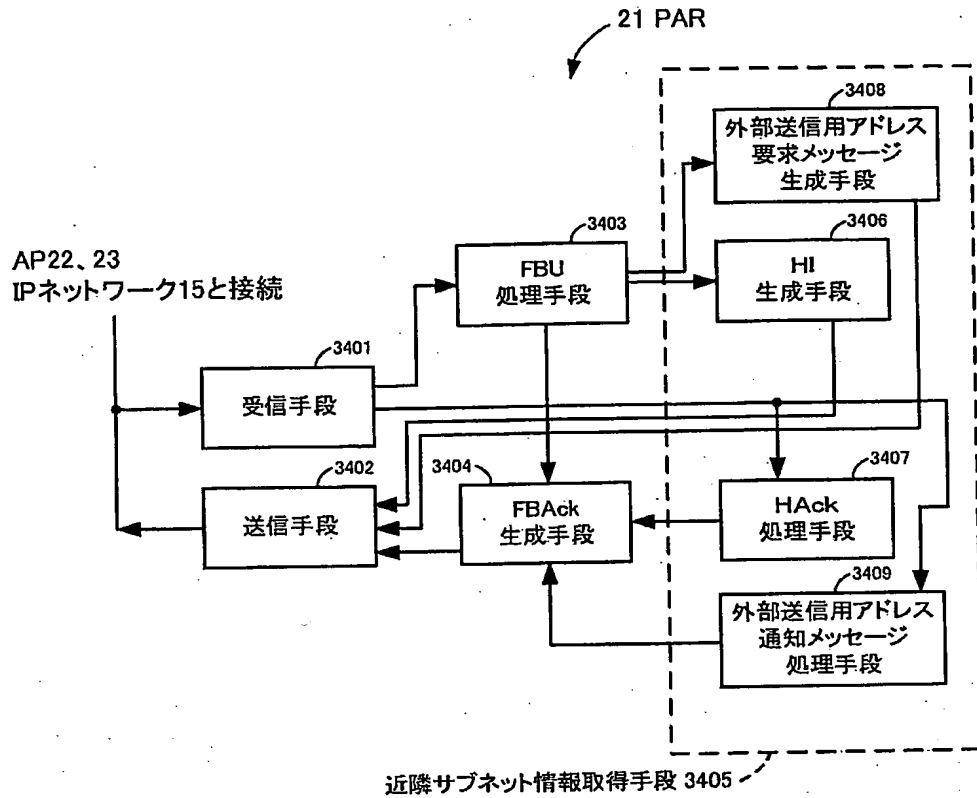 21 PAR
3408
外部送信用アドレス
要求メッセージ
生成手段
3403
FBU
処理手段
3406
HI
生成手段
AP22、23
IPネットワーク15と接続
3401
受信手段
3402
送信手段
3404
FBAck
生成手段
3407
HAck
処理手段
3409
外部送信用アドレス
通知メッセージ
処理手段
近隣サブネット情報取得手段 3405